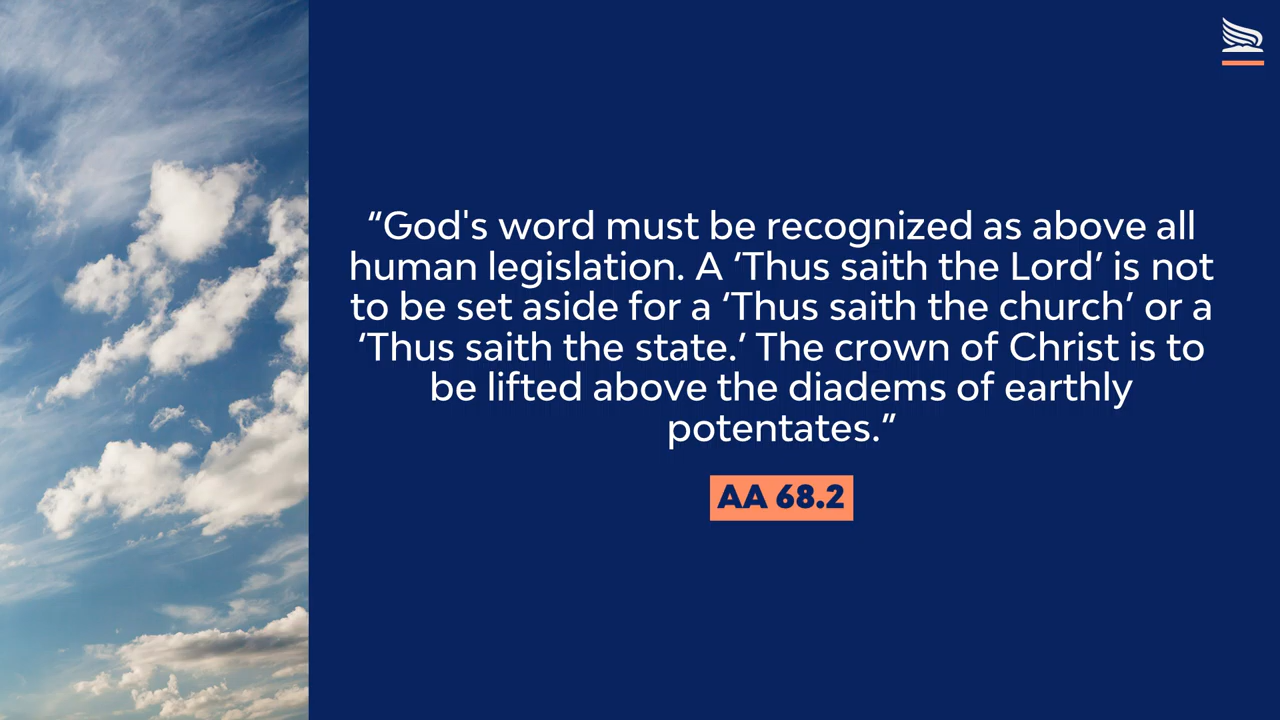 “God's word must be recognized as above all
human legislation. A ‘Thus saith the Lord’ is not
to be set aside for a ‘Thus saith the church’ or a
‘Thus saith the state.’ The crown of Christ is to
be lifted above the diadems of earthly
potentates.”
AA 68.2